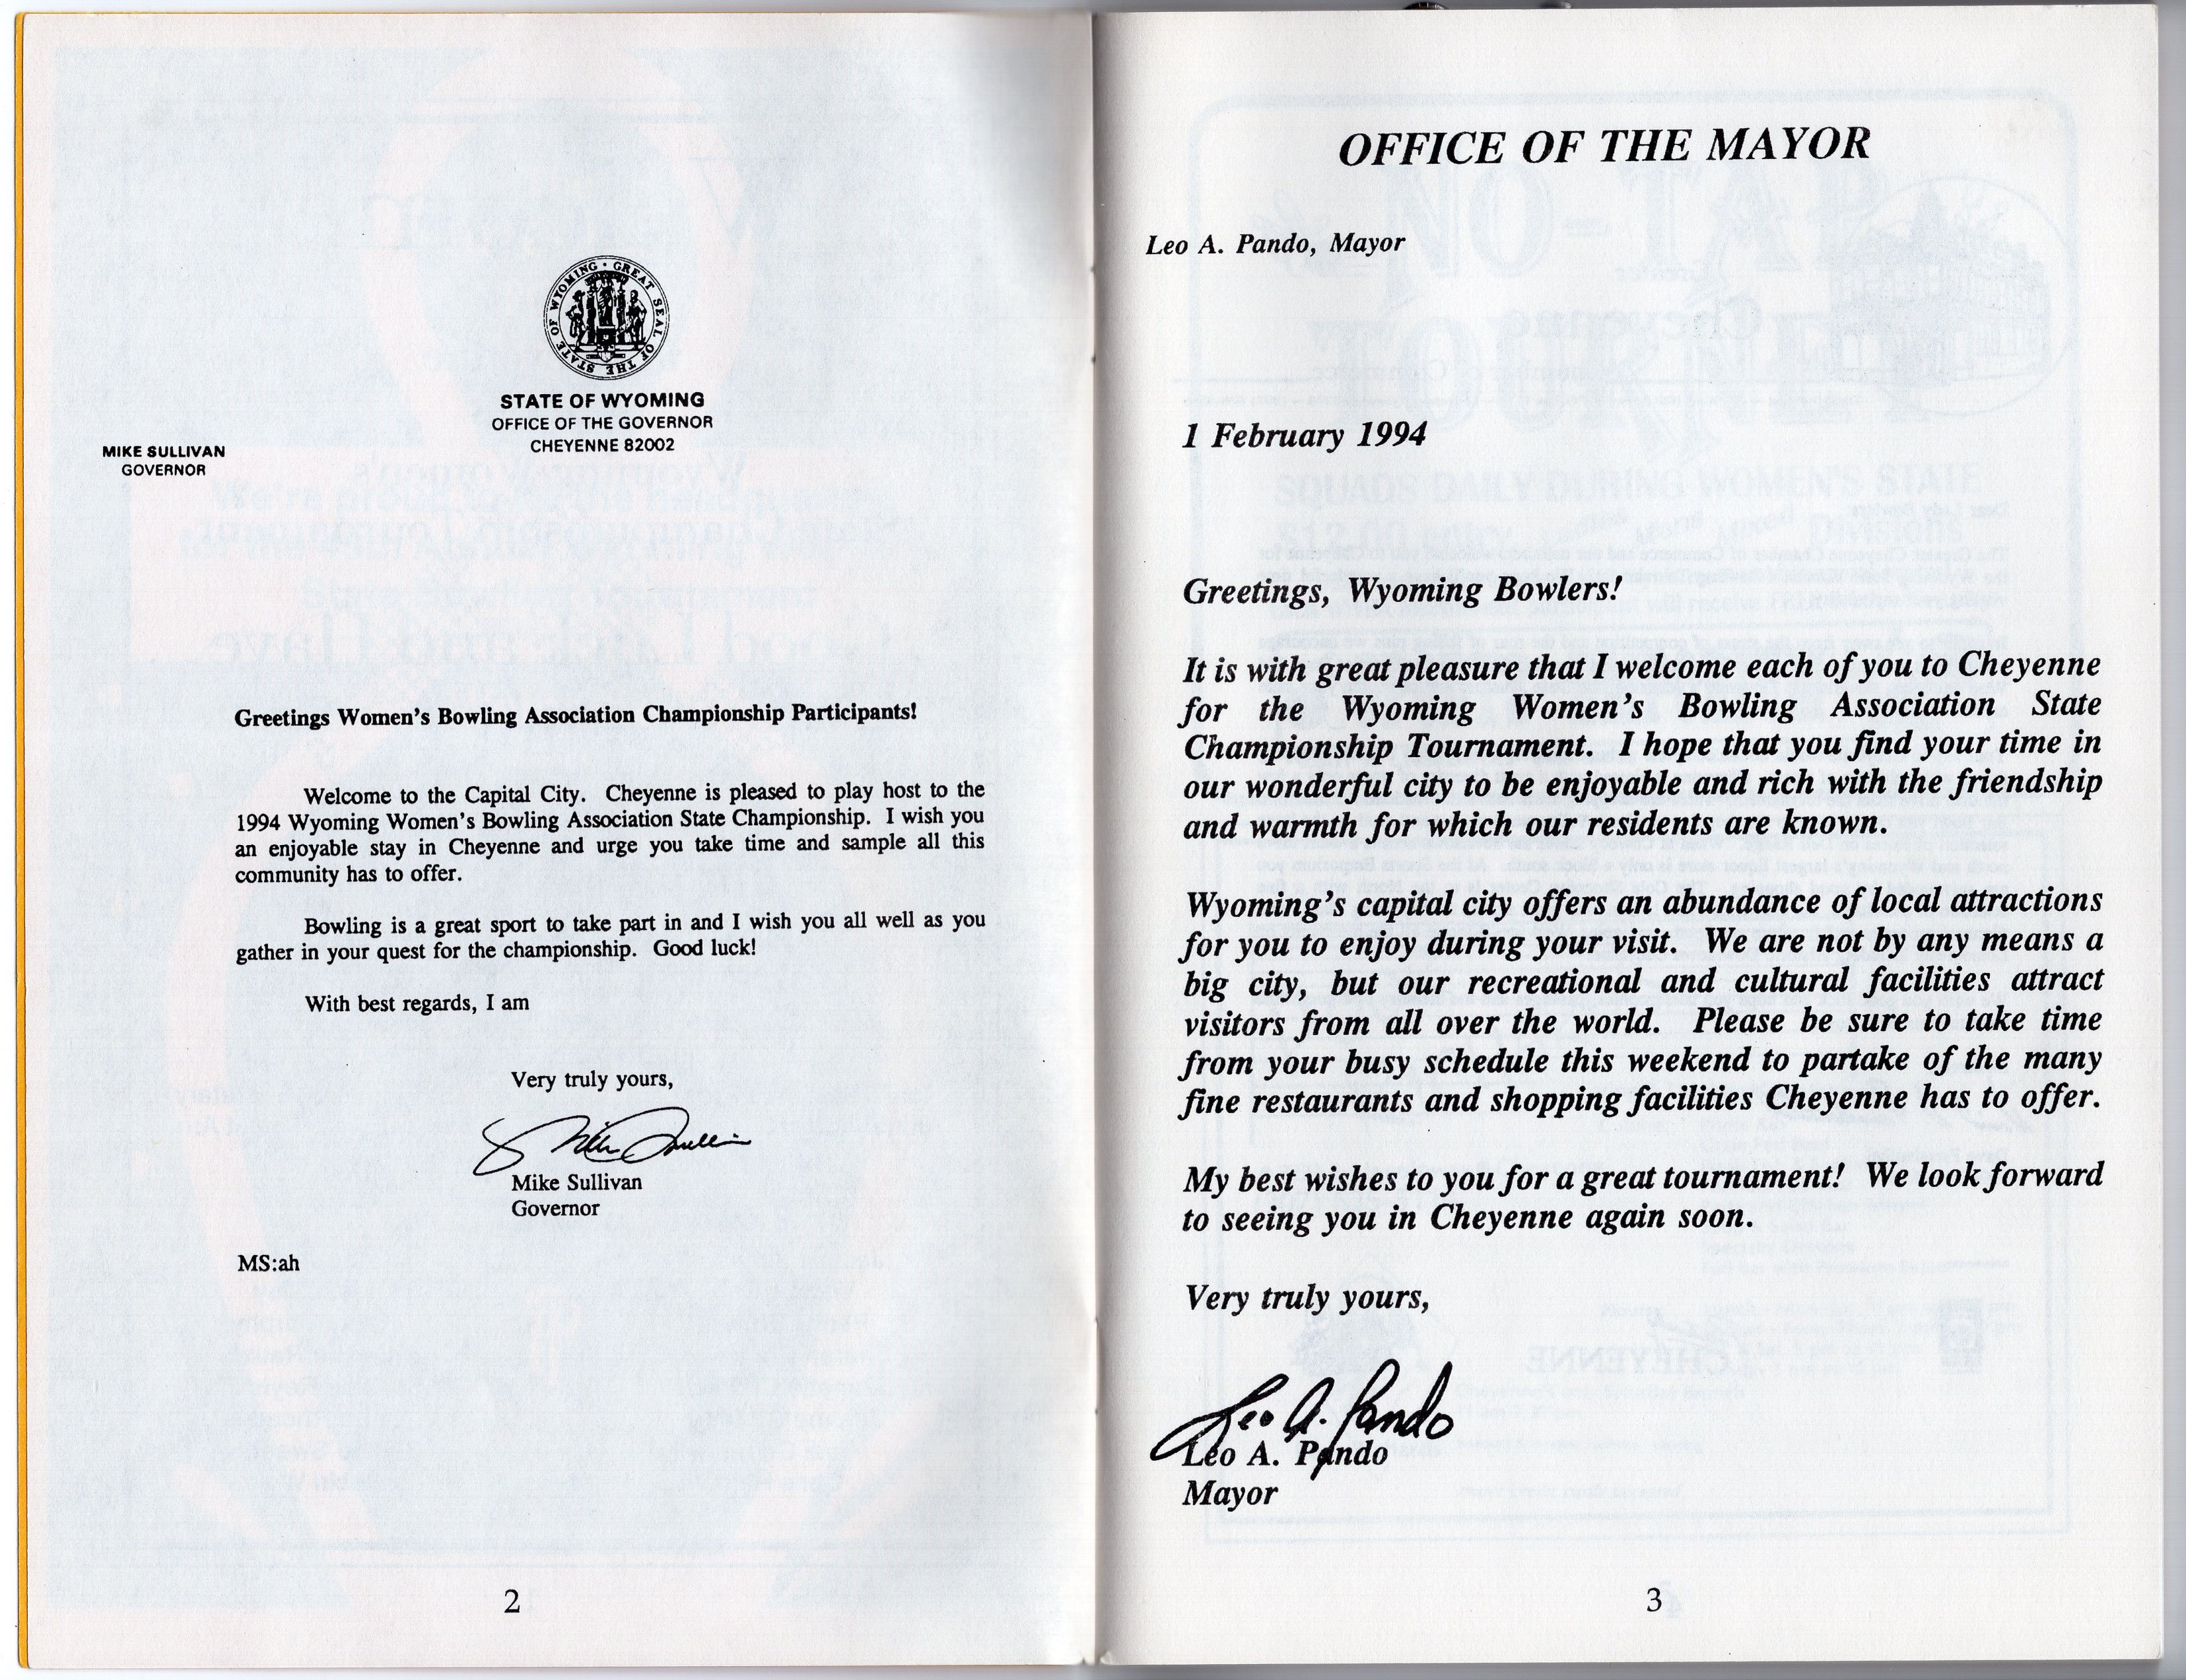 GREAT SEAL OF THE STATE OF WYOMING
STATE OF WYOMING
OFFICE OF THE GOVERNOR
CHEYENNE 82002
MIKE SULLIVAN
GOVERNOR
Greetings Women's Bowling Association Championship Participants!
Welcome to the Capital City. Cheyenne is pleased to play host to the
1994 Wyoming Women's Bowling Association State Championship. I wish you
an enjoyable stay in Cheyenne and urge you take time and sample all this
community has to offer.
Bowling is a great sport to take part in and I wish you all well as you
gather in your quest for the championship. Good luck!
With best regards, I am
Very truly yours,
Mike Sullivan
Mike Sullivan
Governor
MS:ah
2
OFFICE OF THE MAYOR
Leo A. Pando, Mayor
1 February 1994
Greetings, Wyoming Bowlers!
It is with great pleasure that I welcome each of you to Cheyenne
for the Wyoming Women's Bowling Association State
Championship Tournament. I hope that you find your time in
our wonderful city to be enjoyable and rich with the friendship
and warmth for which our residents are known.
Wyoming's capital city offers an abundance of local attractions
for you to enjoy during your visit. We are not by any means a
big city, but our recreational and cultural facilities attract
visitors from all over the world. Please be sure to take time
from your busy schedule this weekend to partake of the many
fine restaurants and shopping facilities Cheyenne has to offer.
My best wishes to you for a great tournament! We look forward
to seeing you in Cheyenne again soon.
Very truly yours,
Leo A. Pando
Leo A. Pando
Mayor
3